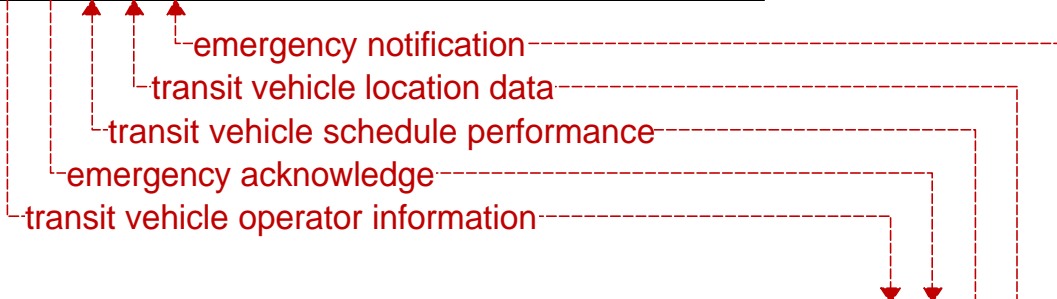 emergency notification
transit vehicle location data
transit vehicle schedule performance
emergency acknowledge
transit vehicle operator information